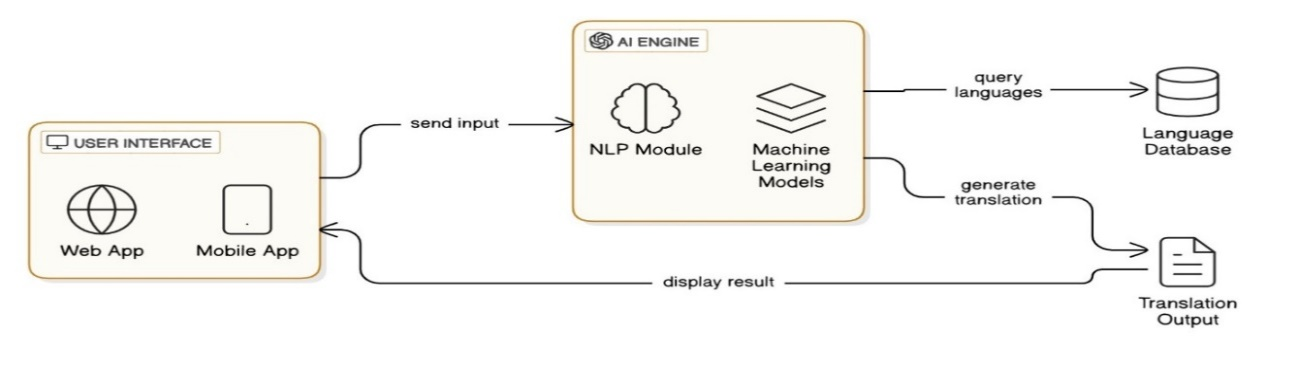 AI ENGINE
NLP Module
Machine
Learning
Models
query
languages
Language
Database
USER INTERFACE
Web App
Mobile App
send input
generate
translation
display result
Translation
Output